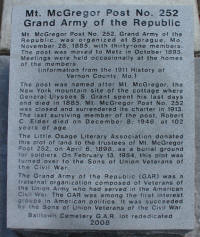 Mt. McGregor Post No. 252
Grand Army of the Republic
Mt. McGregor Post No. 252, Grand Army of the
Republic, was organized at Sprague, Mo.,
November 25, 1885, with thirty-one members.
The post was moved to Metz in October 1893.
Meetings were held occasionally at the homes
of the members.
(Information from the 1911 History of
Vernon County, Mo.)
The post was named after Mt. McGregor, the
New York mountain site of the cottage where
General Ulysses S. Grant spent his last days
and died in 1885. Mt. McGregor Post No. 252
was closed and surrendered its charter in 1913.
The last surviving member of the post, Robert
C. Elder died on December 8, 1946, at 102
years of age.
The Little Osage Literary Association donated
this plot of land to the trustees of Mt. McGregor
Post 252, on April 6, 1898, as a burial ground
for soldiers. On February 13, 1954, this plot was
turned over to the Sons of Union Veterans of
the Civil War.
The Grand Army of the Republic (GAR) was a
fraternal organization composed of Veterans of
the Union Army who had served in the American
Civil War. The GAR was among the first interest
groups in American politics. It was succeeded
by the Sons of Union Veterans of the Civil War.
Balltown Cemetery G.A.R. lot rededicated
2008